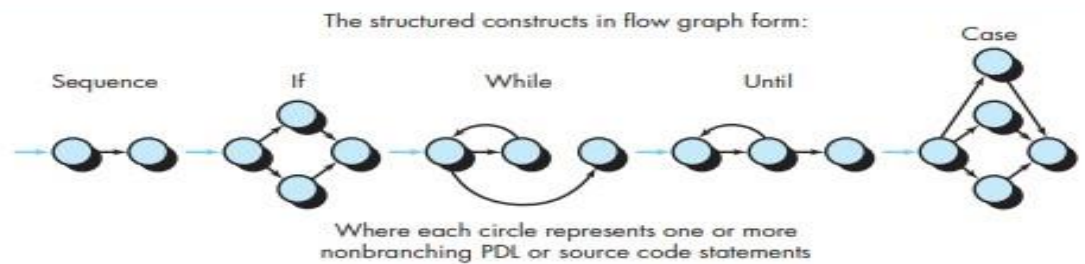 The structured constructs in flow graph form:
Case
Sequence
If
While
Until
Where each circle represents one or more
nonbranching PDL or source code statements